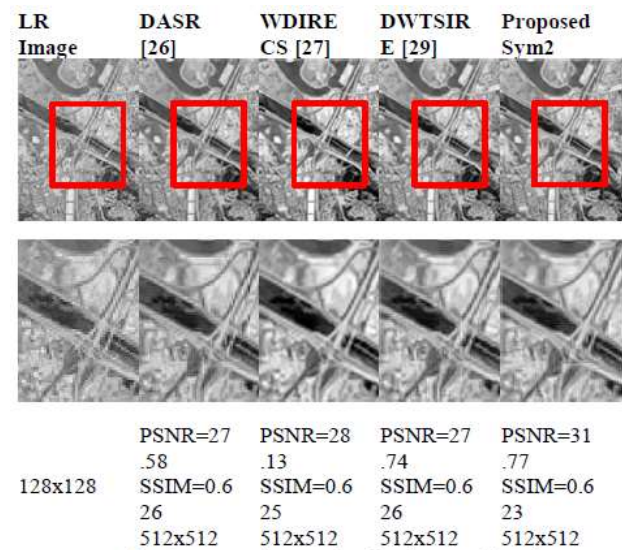 LR DASR WDIRE DWTSIR Proposed
Image [26] CS [27] E [29] Sym2
PSNR=27 PSNR=28 PSNR=27 PSNR=31
.58 .13 .74 .77
128x128 SSIM=0.6 SSIM=0.6 SSIM=0.6 SSIM=0.6
26 25 26 23
512x512 512x512 512x512 512x512